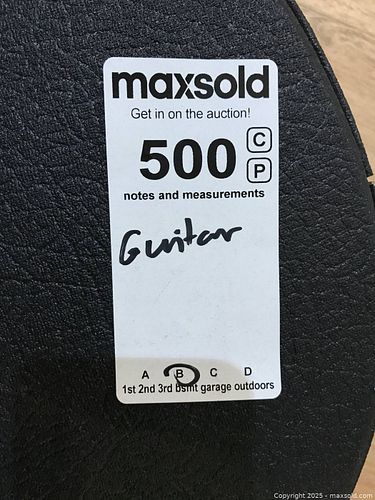 maxsold
Get in on the auction!
500 C
P
notes and measurements
Guitar
A B C D
1st 2nd 3rd bsmt garage outdoors
Copyright 2025 - maxsold.com